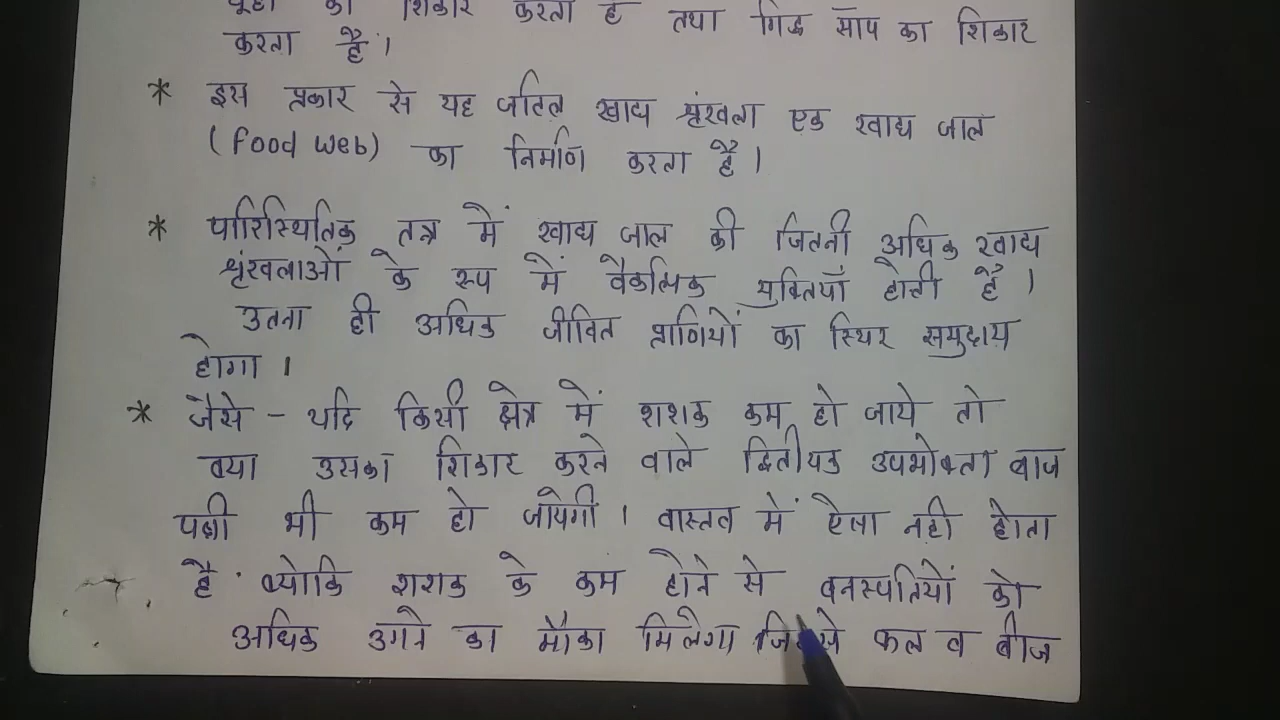 चूहों का शिकार करता है तथा गिद्ध साँप का शिकार
करता है।
* इस प्रकार से यह जटिल खाद्य श्रृंखला एक खाद्य जाल
(food web) का निर्माण करता है।
* पारिस्थितिक तन्त्र में खाद्य जाल की जितनी अधिक खाद्य
श्रृंखलाओं के रूप में वैकल्पिक युक्तियाँ होती हैं।
उतना ही अधिक जीवित प्राणियों का स्थिर समुदाय
होगा।
* जैसे - यदि किसी क्षेत्र में शशक कम हो जाये तो
क्या उसका शिकार करने वाले द्वितीयक उपभोक्ता बाज
पक्षी भी कम हो जायेगी। वास्तव में ऐसा नही होता
है। क्योकि शशक के कम होने से वनस्पतियों को
अधिक उगने का मौका मिलेगा जिससे फल व बीज